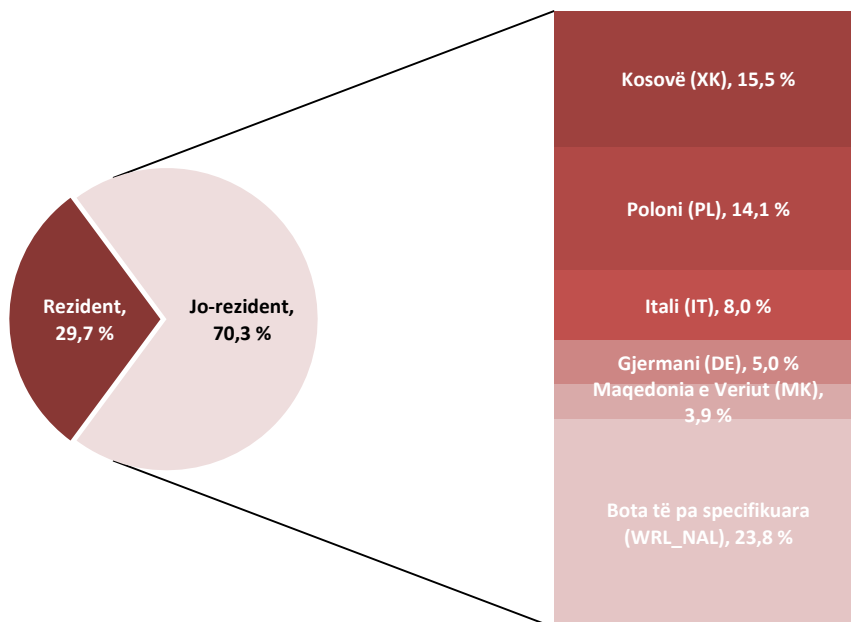 Rezident,
29,7 %
Jo-rezident,
70,3 %
Kosovë (XK), 15,5 %
Poloni (PL), 14,1 %
Itali (IT), 8,0 %
Gjermani (DE), 5,0 %
Maqedonia e Veriut (MK),
3,9 %
Bota të pa specifikuara
(WRL_NAL), 23,8 %